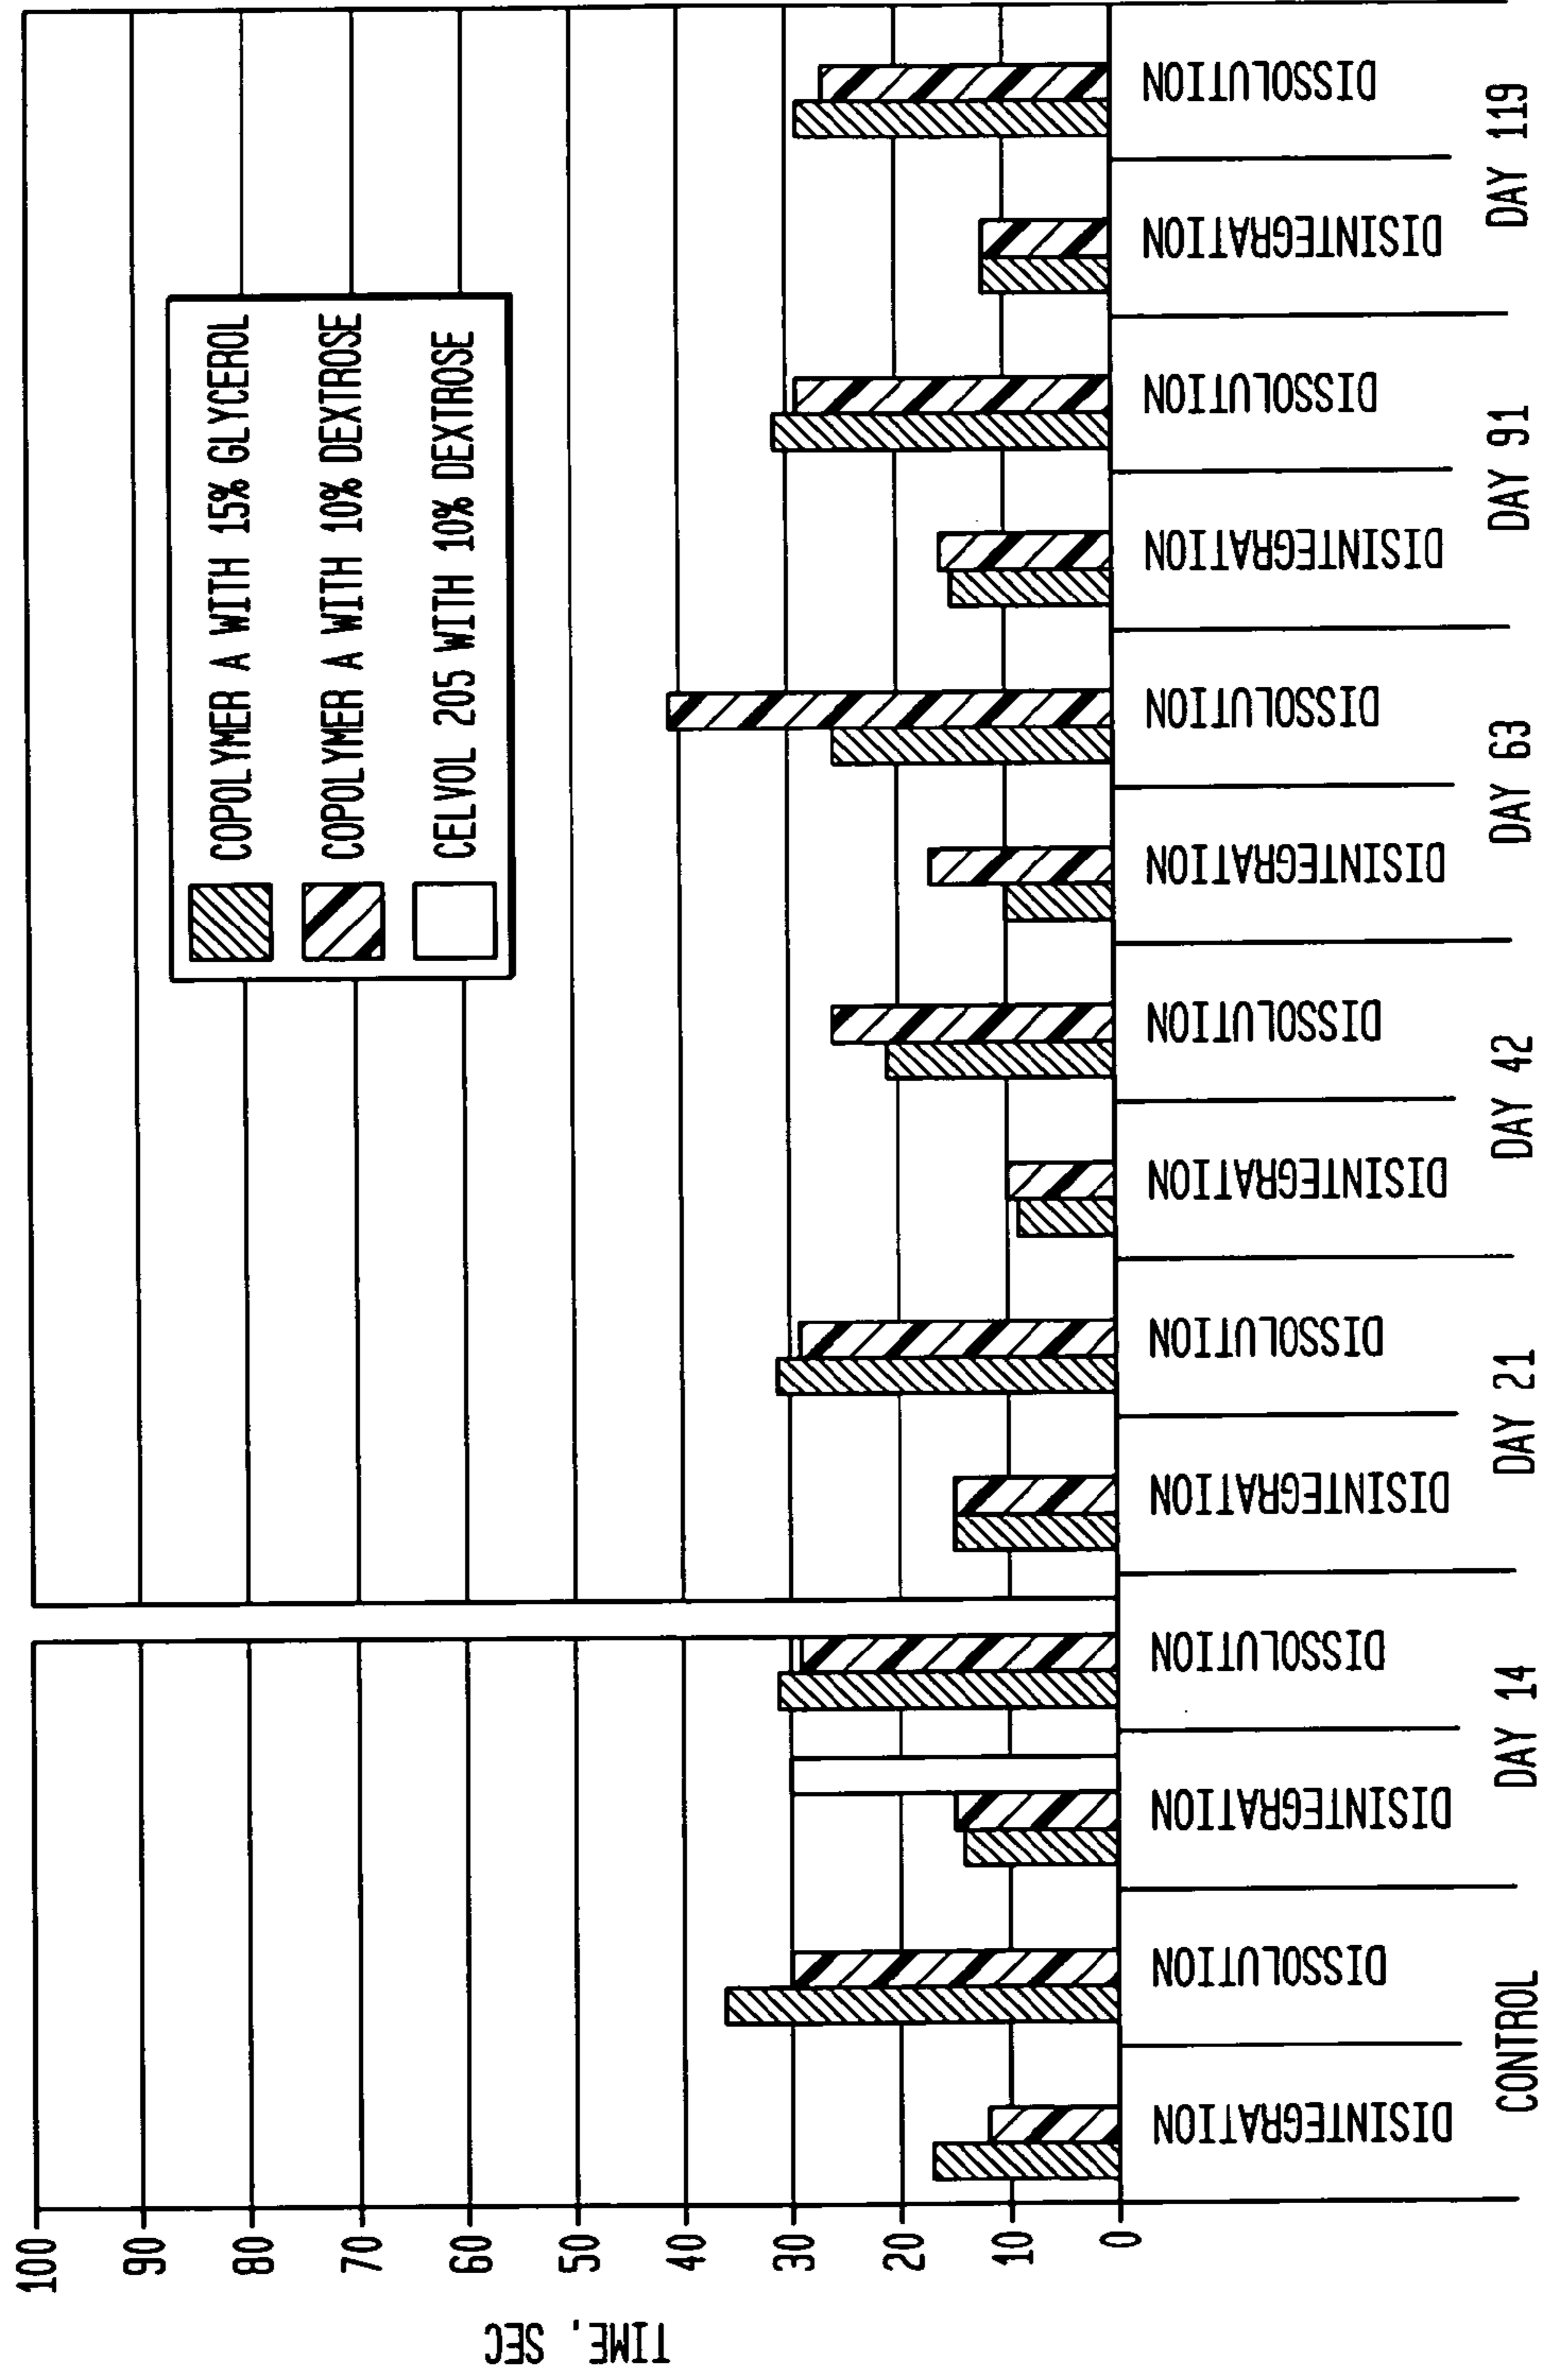 TIME, SEC
100
90
80
70
60
50
40
30
20
10
0
COPOLYMER A WITH 15% GLYCEROL
COPOLYMER A WITH 10% DEXTROSE
CELVOL 205 WITH 10% DEXTROSE
DISINTEGRATION
DISSOLUTION
DISINTEGRATION
DISSOLUTION
DISINTEGRATION
DISSOLUTION
DISINTEGRATION
DISSOLUTION
DISINTEGRATION
DISSOLUTION
DISINTEGRATION
DISSOLUTION
DISINTEGRATION
DISSOLUTION
CONTROL
DAY 14
DAY 21
DAY 42
DAY 63
DAY 91
DAY 119